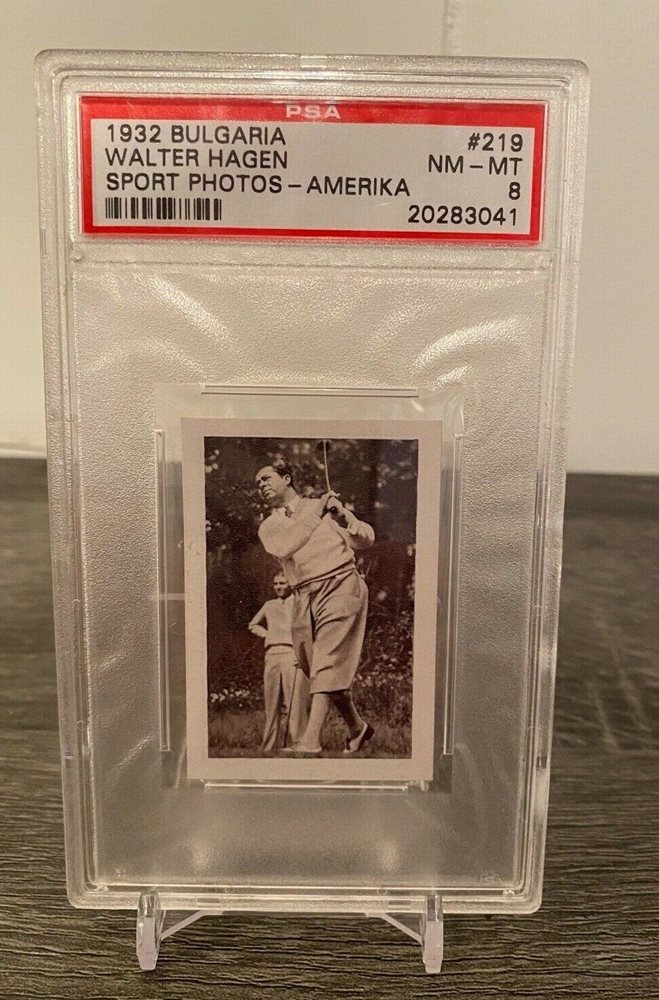 PSA
1932 BULGARIA #219
WALTER HAGEN NM - MT
SPORT PHOTOS - AMERIKA 8
20283041